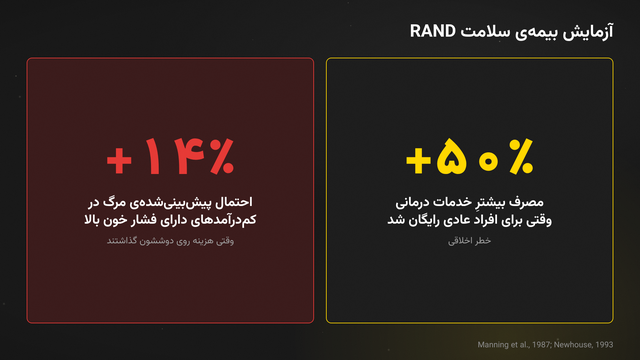 آزمایش بیمه‌ی سلامت RAND
+۵۰٪
مصرف بیشترِ خدمات درمانی
وقتی برای افراد عادی رایگان شد
خطر اخلاقی
+۱۴٪
احتمال پیش‌بینی‌شده‌ی مرگ در
کم‌درآمدهای دارای فشار خون بالا
وقتی هزینه روی دوششون گذاشتند
Manning et al., 1987; Newhouse, 1993